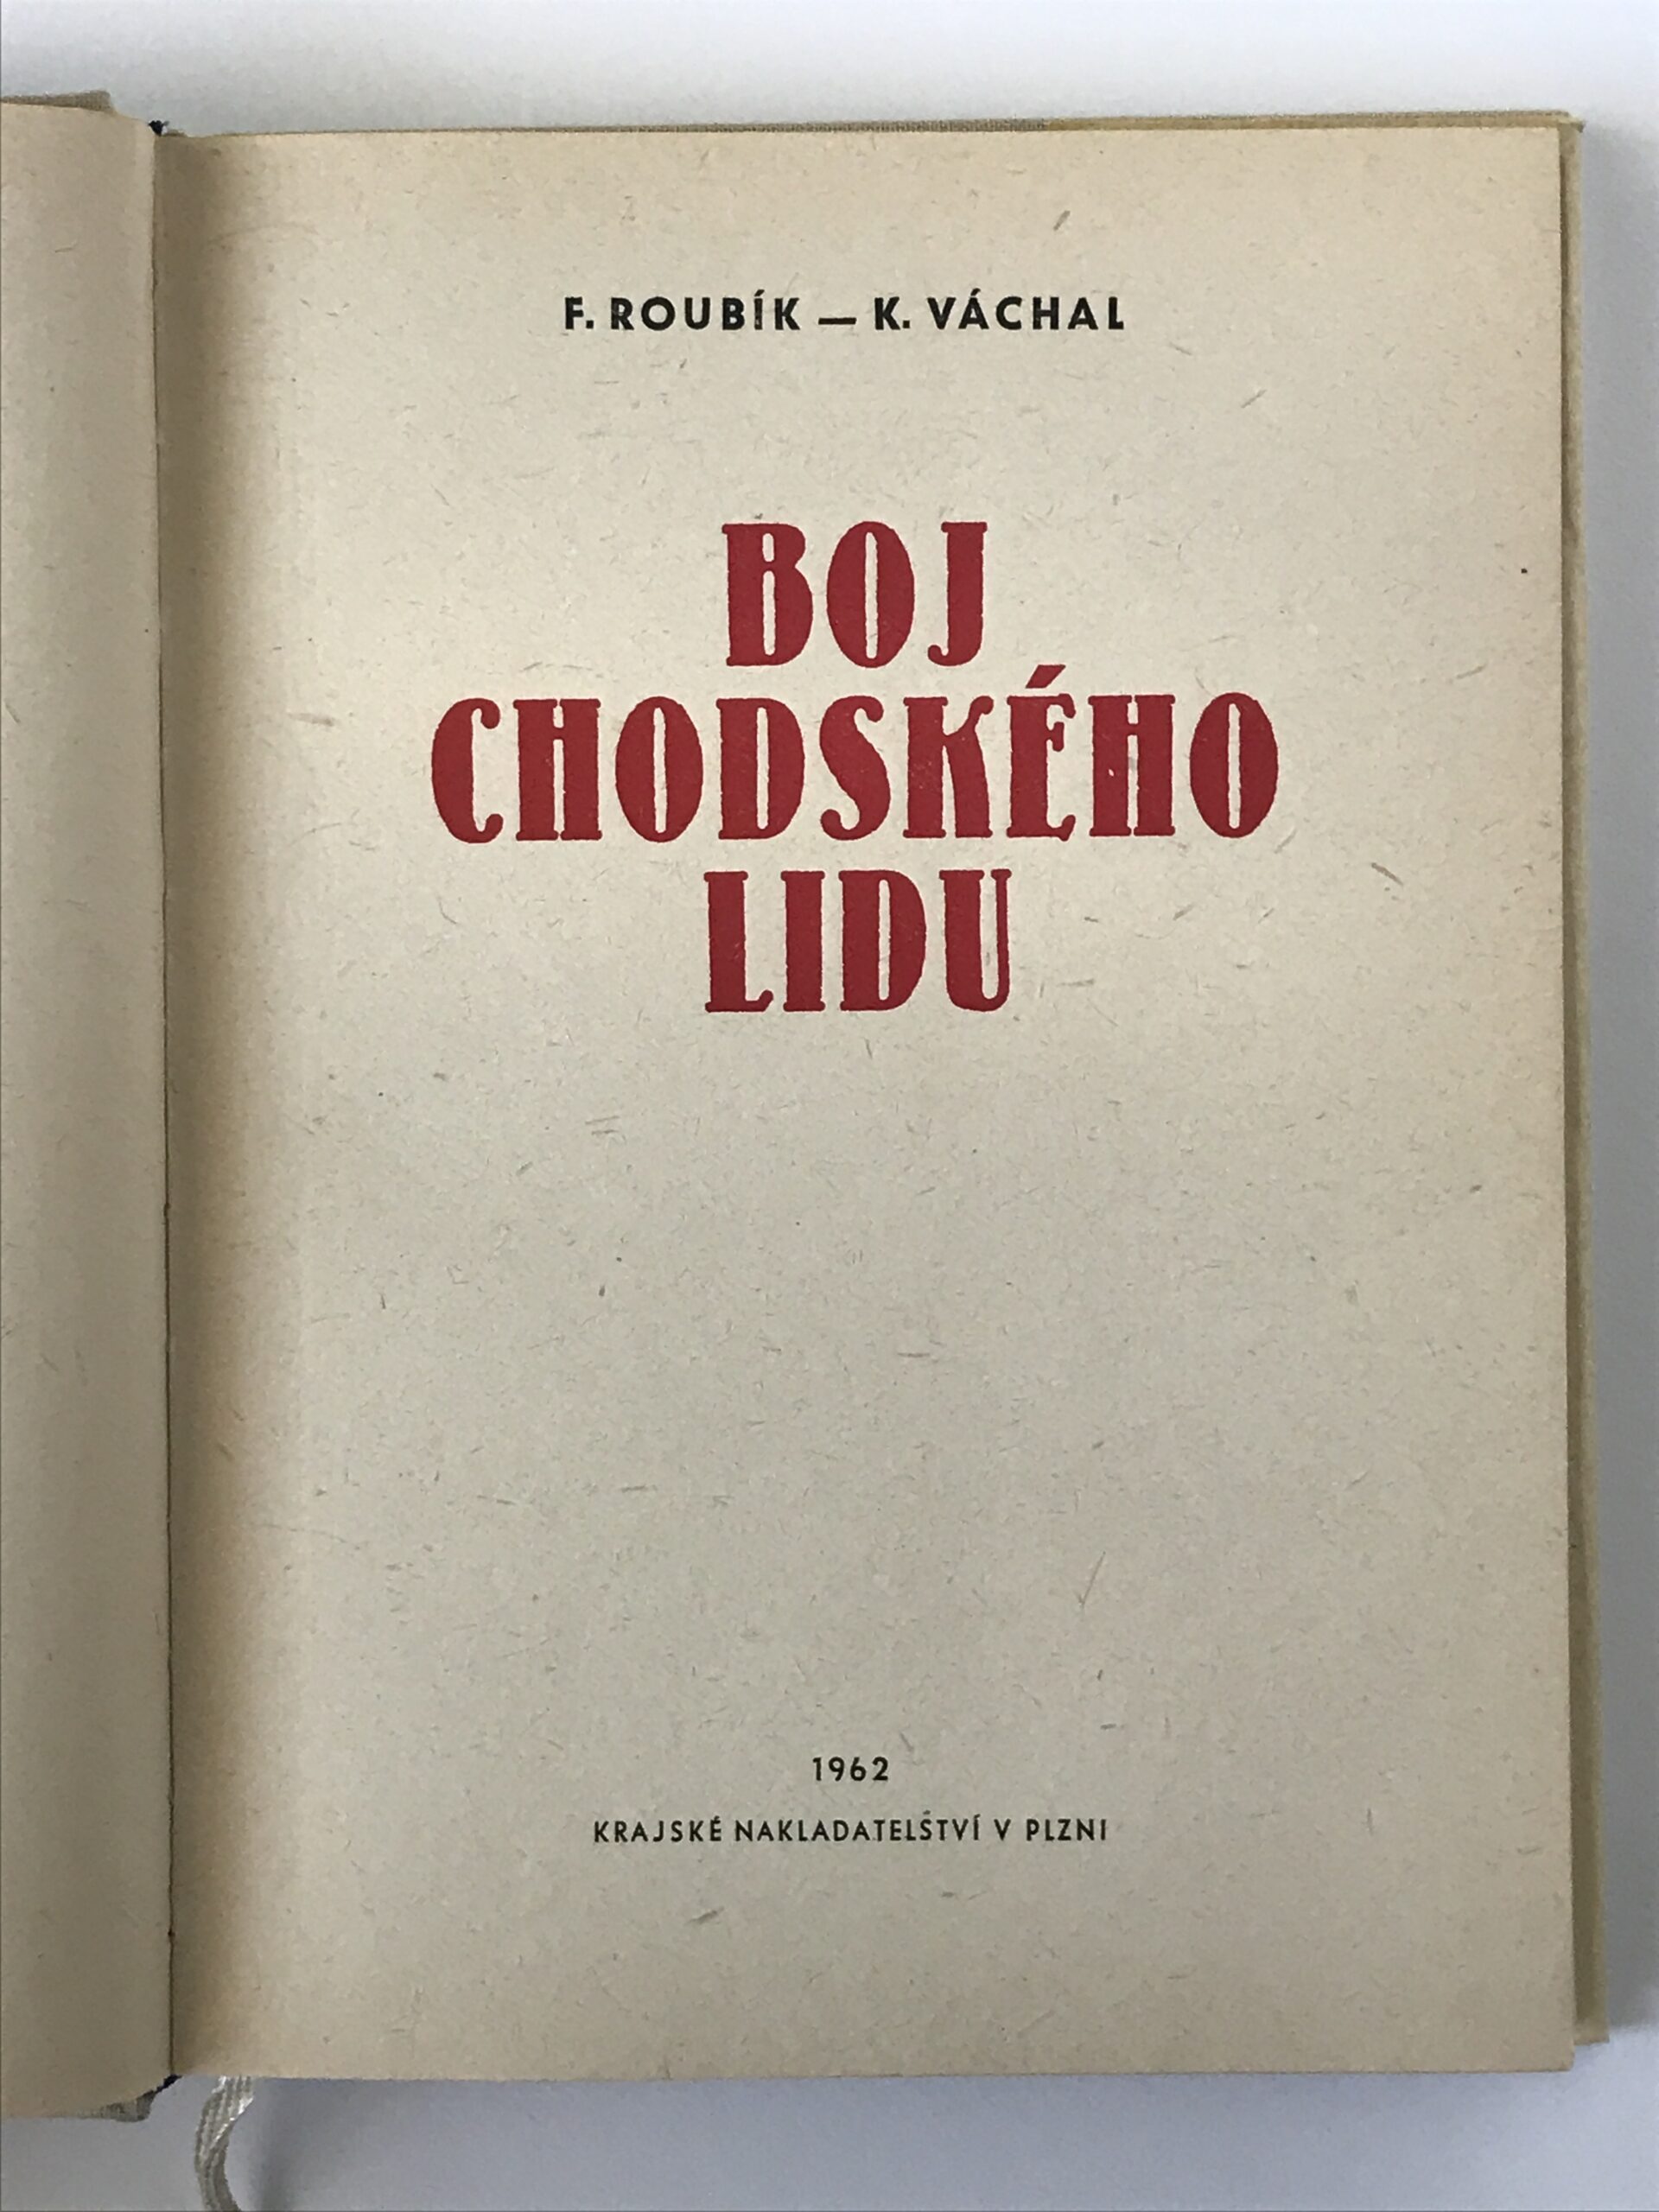 F. ROUBÍK — K. VÁCHAL
BOJ
CHODSKÉHO
LIDU
1962
KRAJSKÉ NAKLADATELSTVÍ V PLZNI